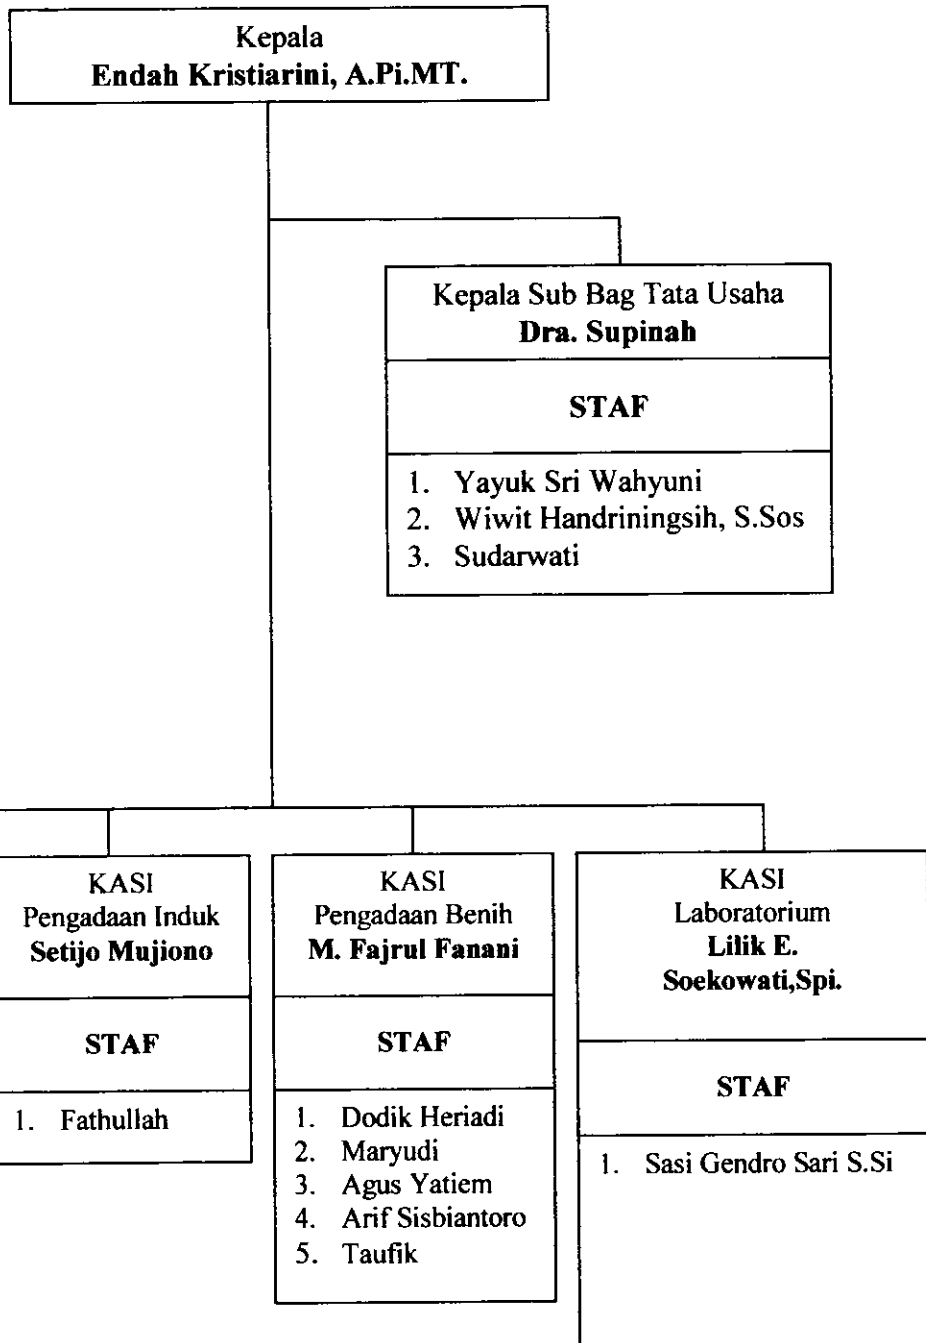 Kepala
Endah Kristiarini, A.Pi.MT.
Kepala Sub Bag Tata Usaha
Dra. Supinah
STAF
1. Yayuk Sri Wahyuni
2. Wiwit Handriningsih, S.Sos
3. Sudarwati
KASI
Pengadaan Induk
Setijo Mujiono
STAF
1. Fathullah
KASI
Pengadaan Benih
M. Fajrul Fanani
STAF
1. Dodik Heriadi
2. Maryudi
3. Agus Yatiem
4. Arif Sisbiantoro
5. Taufik
KASI
Laboratorium
Lilik E.
Soekowati,Spi.
STAF
1. Sasi Gendro Sari S.Si